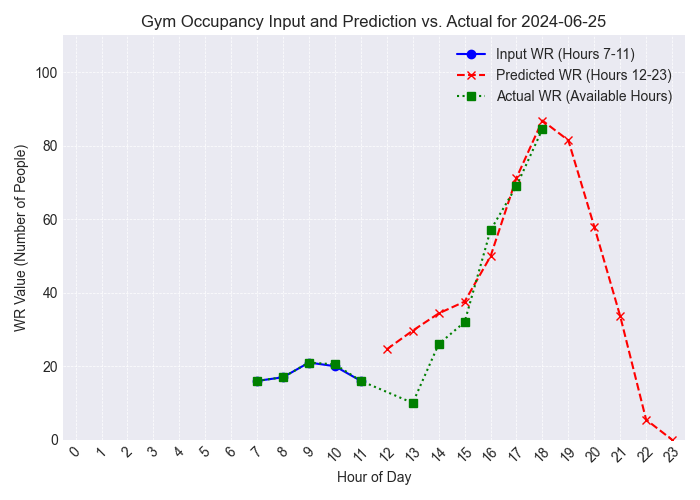 Gym Occupancy Input and Prediction vs. Actual for 2024-06-25
Input WR (Hours 7-11)
Predicted WR (Hours 12-23)
Actual WR (Available Hours)
WR Value (Number of People)
100
80
60
40
20
0
0 1 2 3 4 5 6 7 8 9 10 11 12 13 14 15 16 17 18 19 20 21 22 23
Hour of Day